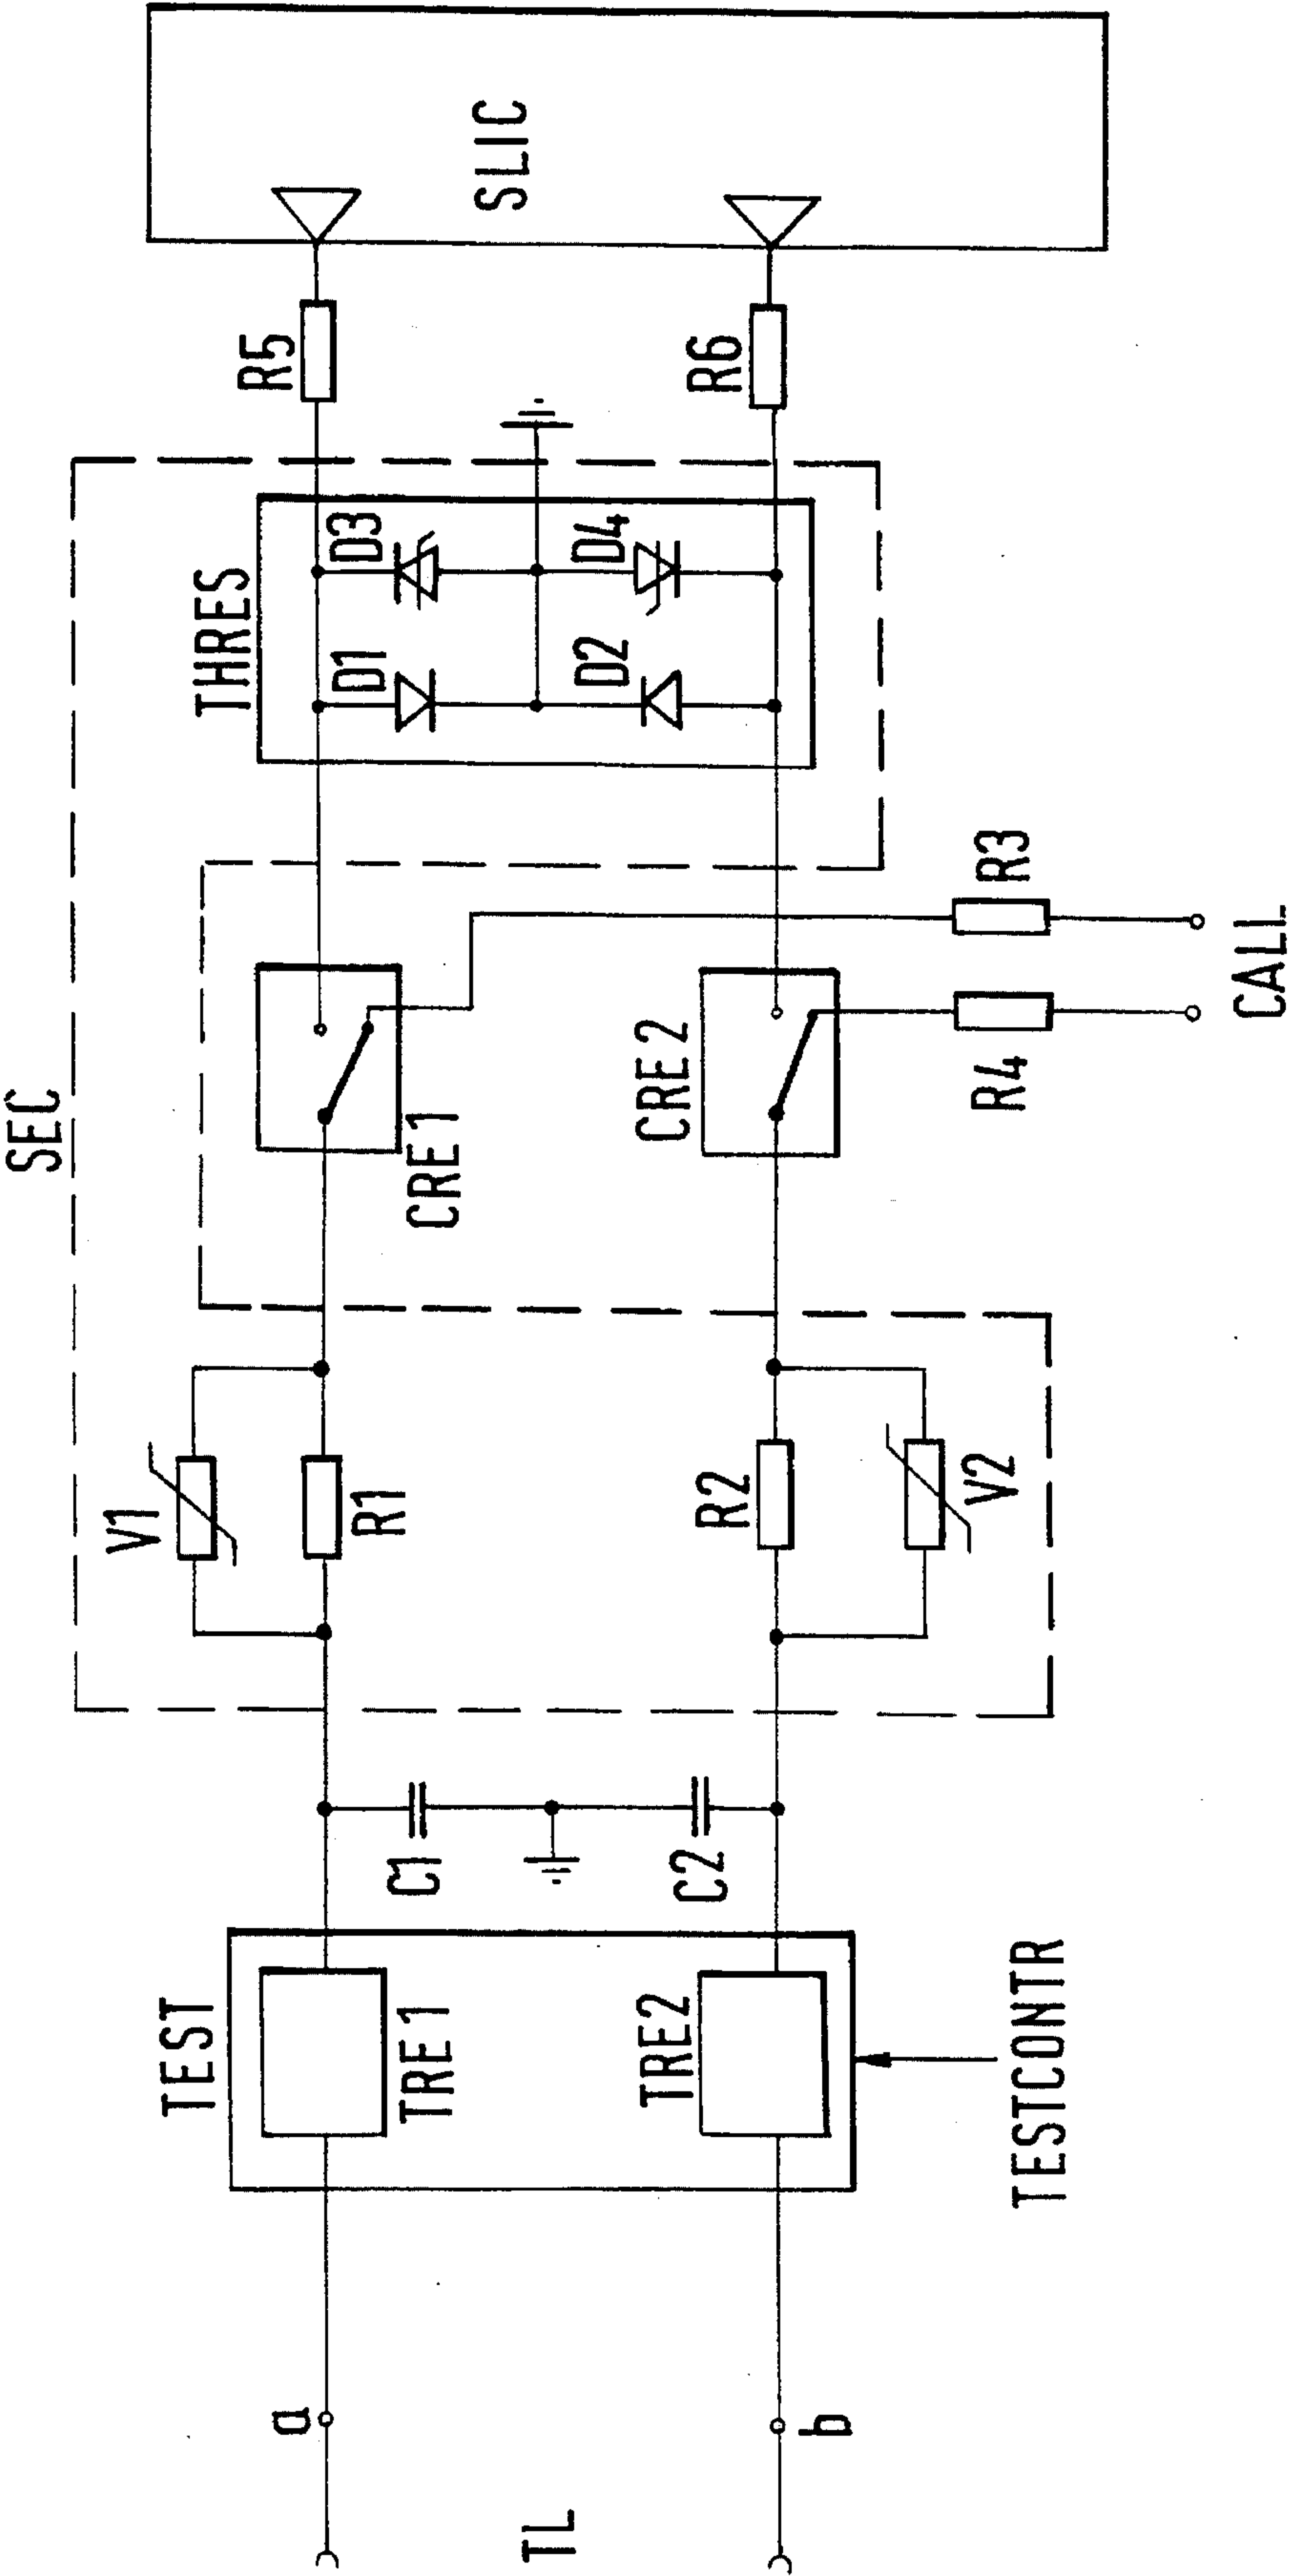 SEC
V1
R1
THRES
D1
D3
R5
SLIC
TEST
TRE1
C1
CRE1
TL
a
b
TRE2
C2
R2
V2
CRE2
D2
D4
R6
R4
R3
CALL
TESTCONTR